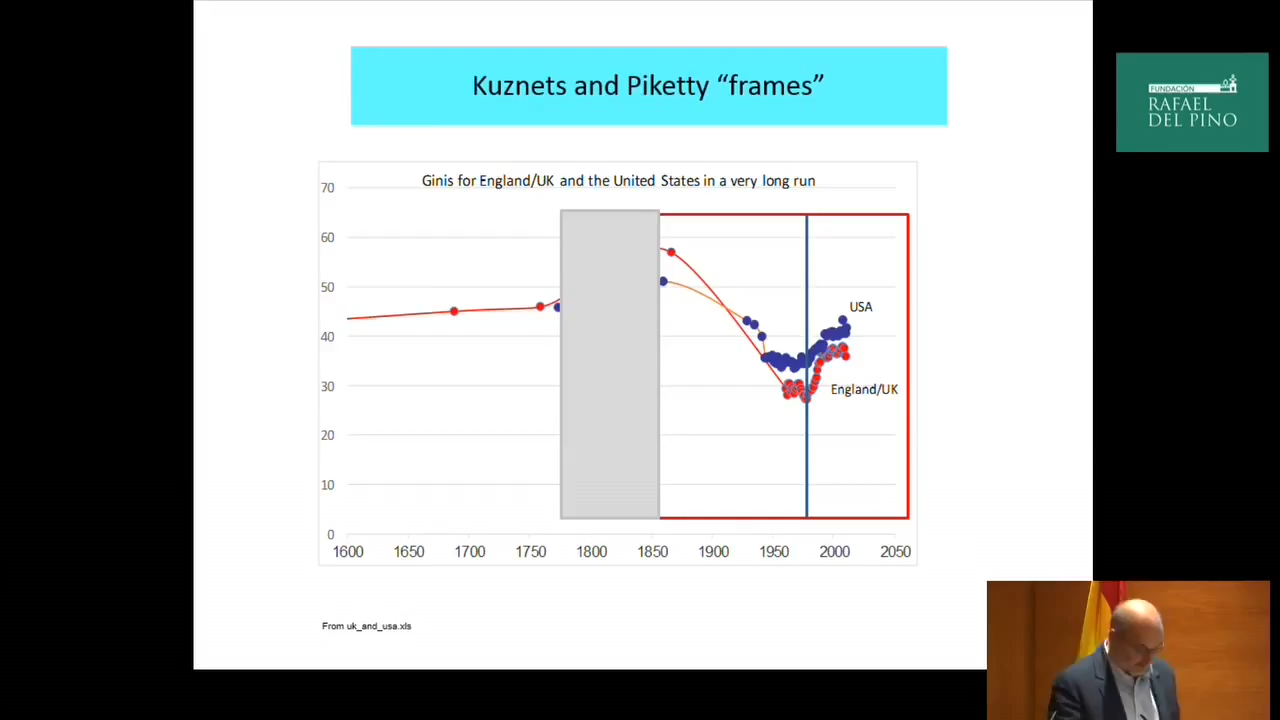 Kuznets and Piketty “frames”
FUNDACIÓN
RAFAEL
DEL PINO
Ginis for England/UK and the United States in a very long run
70
60
50
40
30
20
10
0
USA
England/UK
1600 1650 1700 1750 1800 1850 1900 1950 2000 2050
From uk_and_usa.xls